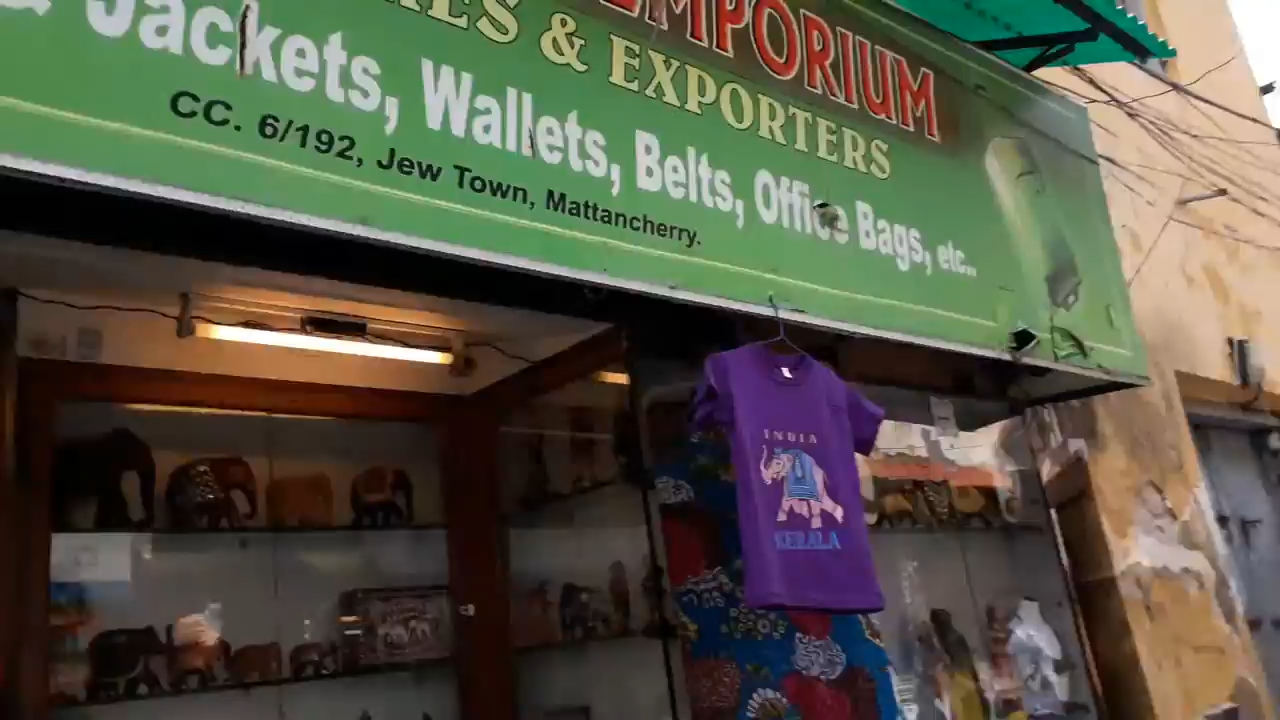 EMPORIUM
& EXPORTERS
& Jackets, Wallets, Belts, Office Bags, etc..
CC. 6/192, Jew Town, Mattancherry.
INDIA
KERALA